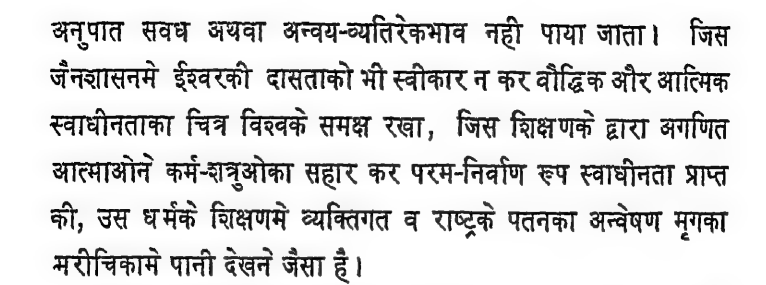 अनुपात सवध अथवा अन्वय-व्यतिरेकभाव नही पाया जाता। जिस
जैनशासनमे ईश्वरकी दासताको भी स्वीकार न कर वौद्धिक और आत्मिक
स्वाधीनताका चित्र विश्वके समक्ष रखा, जिस शिक्षणके द्वारा अगणित
आत्माओने कर्म-शत्रुओका सहार कर परम-निर्वाण रूप स्वाधीनता प्राप्त
की, उस धर्मके शिक्षणमे व्यक्तिगत व राष्ट्रके पतनका अन्वेषण मृगका
मरीचिकामे पानी देखने जैसा है।